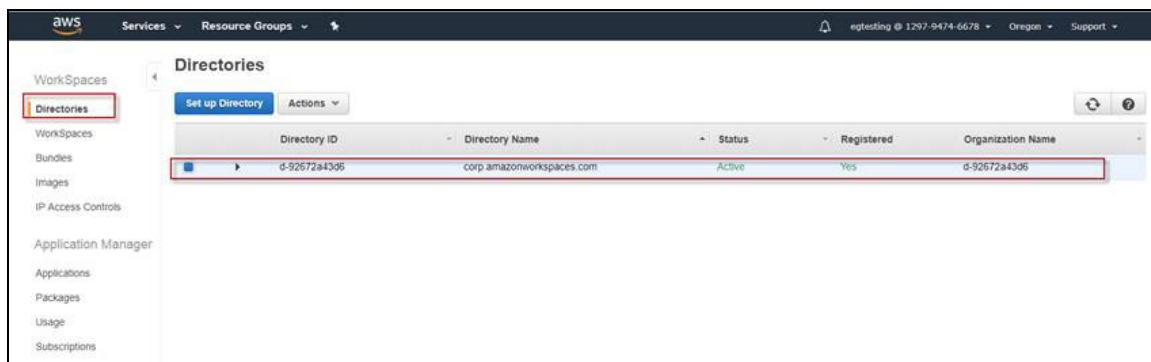 aws Services Resource Groups egtesting @ 1297-9474-6678 Oregon Support
WorkSpaces
Directories
WorkSpaces
Bundles
Images
IP Access Controls
Application Manager
Applications
Packages
Usage
Subscriptions
Directories
Set up Directory Actions
Directory ID Directory Name Status Registered Organization Name
d-92672a43d6 corp.amazonworkspaces.com Active Yes d-92672a43d6